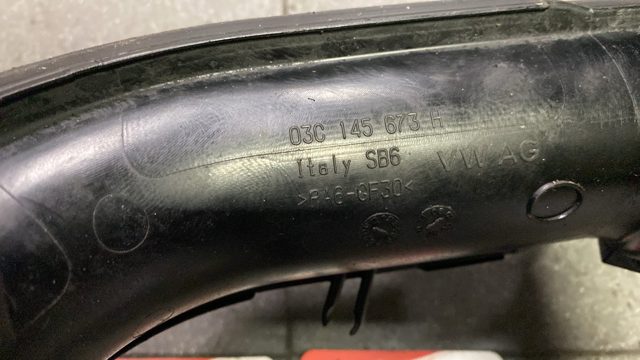 03C 145 673 H
Italy SB6 VW AG
>PA6-GF30<